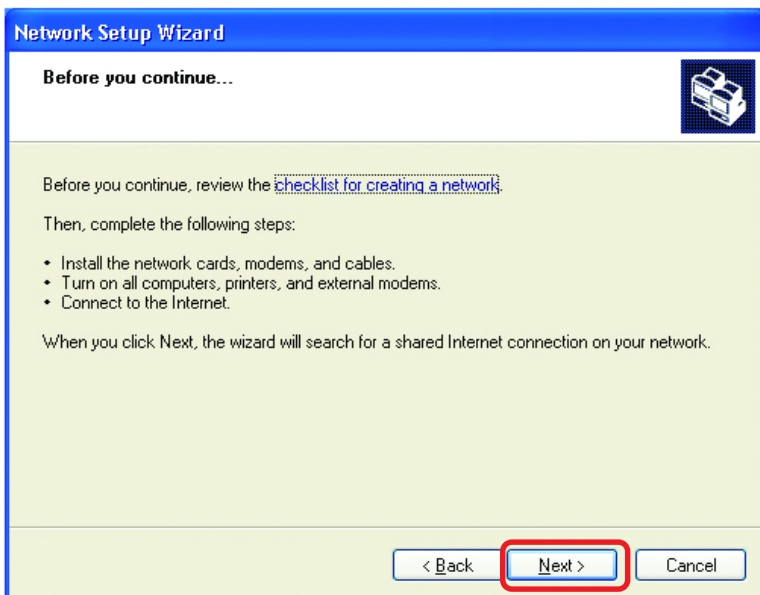 Network Setup Wizard
Before you continue...
Before you continue, review the checklist for creating a network.
Then, complete the following steps:
• Install the network cards, modems, and cables.
• Turn on all computers, printers, and external modems.
• Connect to the Internet.
When you click Next, the wizard will search for a shared Internet connection on your network.
< Back
Next >
Cancel